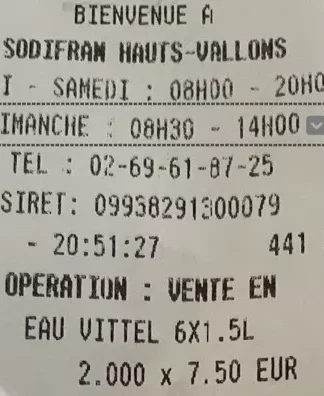 BIENVENUE A
SODIFRAM HAUTS-VALLONS
I - SAMEDI : 08H00 - 20H0
IMANCHE : 08H30 - 14H00
TEL : 02-69-61-87-25
SIRET: 09938291300079
- 20:51:27 441
OPERATION : VENTE EN
EAU VITTEL 6X1.5L
2.000 x 7.50 EUR